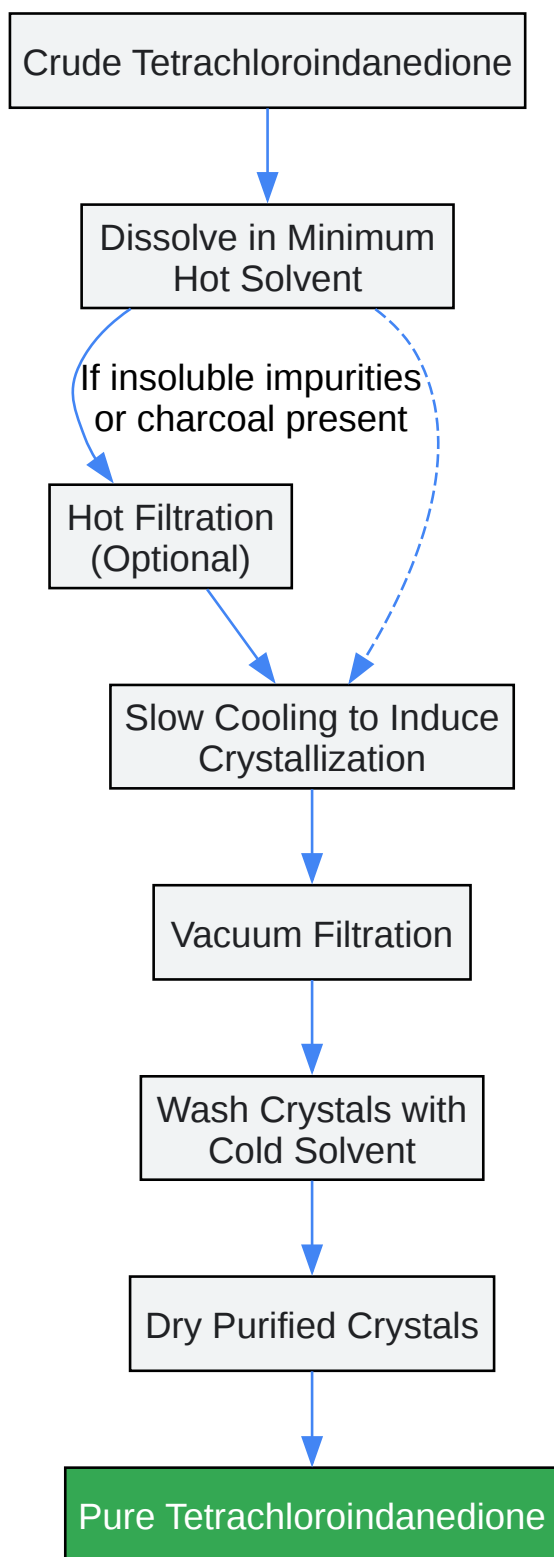 Crude Tetrachloroindanedione
Dissolve in Minimum
Hot Solvent
If insoluble impurities
or charcoal present
Hot Filtration
(Optional)
Slow Cooling to Induce
Crystallization
Vacuum Filtration
Wash Crystals with
Cold Solvent
Dry Purified Crystals
Pure Tetrachloroindanedione